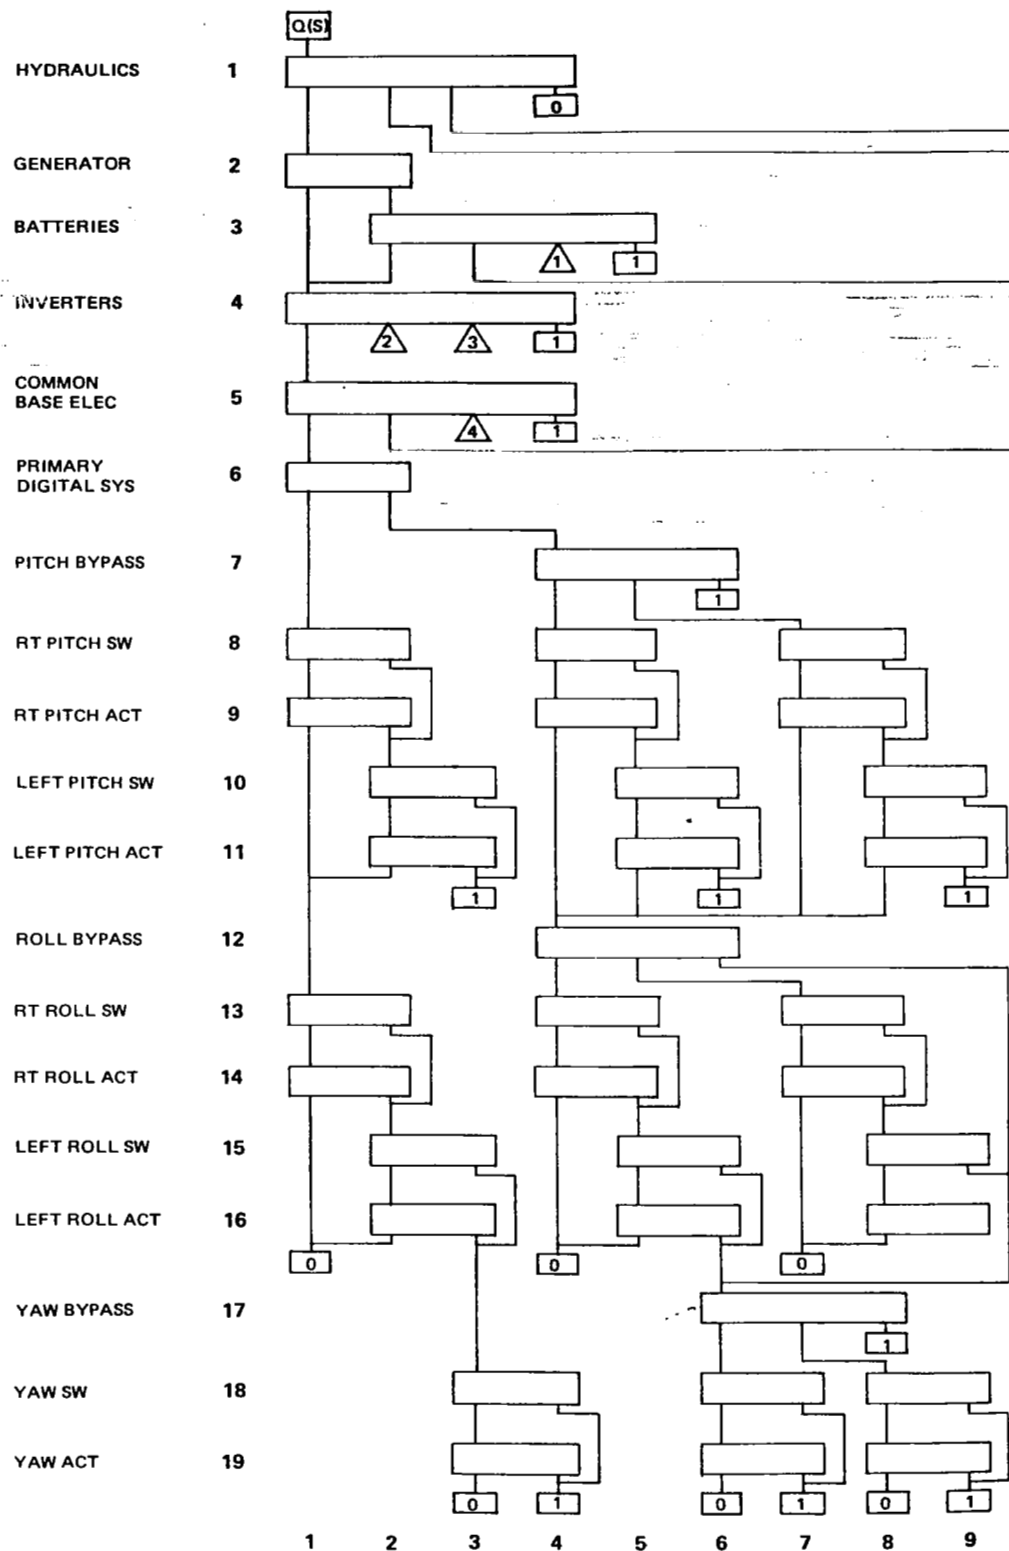 Q(S)
HYDRAULICS 1
0
GENERATOR 2
BATTERIES 3
1 1
INVERTERS 4
2 3 1
COMMON
BASE ELEC 5
4 1
PRIMARY
DIGITAL SYS 6
PITCH BYPASS 7
1
RT PITCH SW 8
RT PITCH ACT 9
LEFT PITCH SW 10
LEFT PITCH ACT 11
1 1 1
ROLL BYPASS 12
RT ROLL SW 13
RT ROLL ACT 14
LEFT ROLL SW 15
LEFT ROLL ACT 16
0 0 0
YAW BYPASS 17
1
YAW SW 18
YAW ACT 19
0 1 0 1 0 1
1 2 3 4 5 6 7 8 9